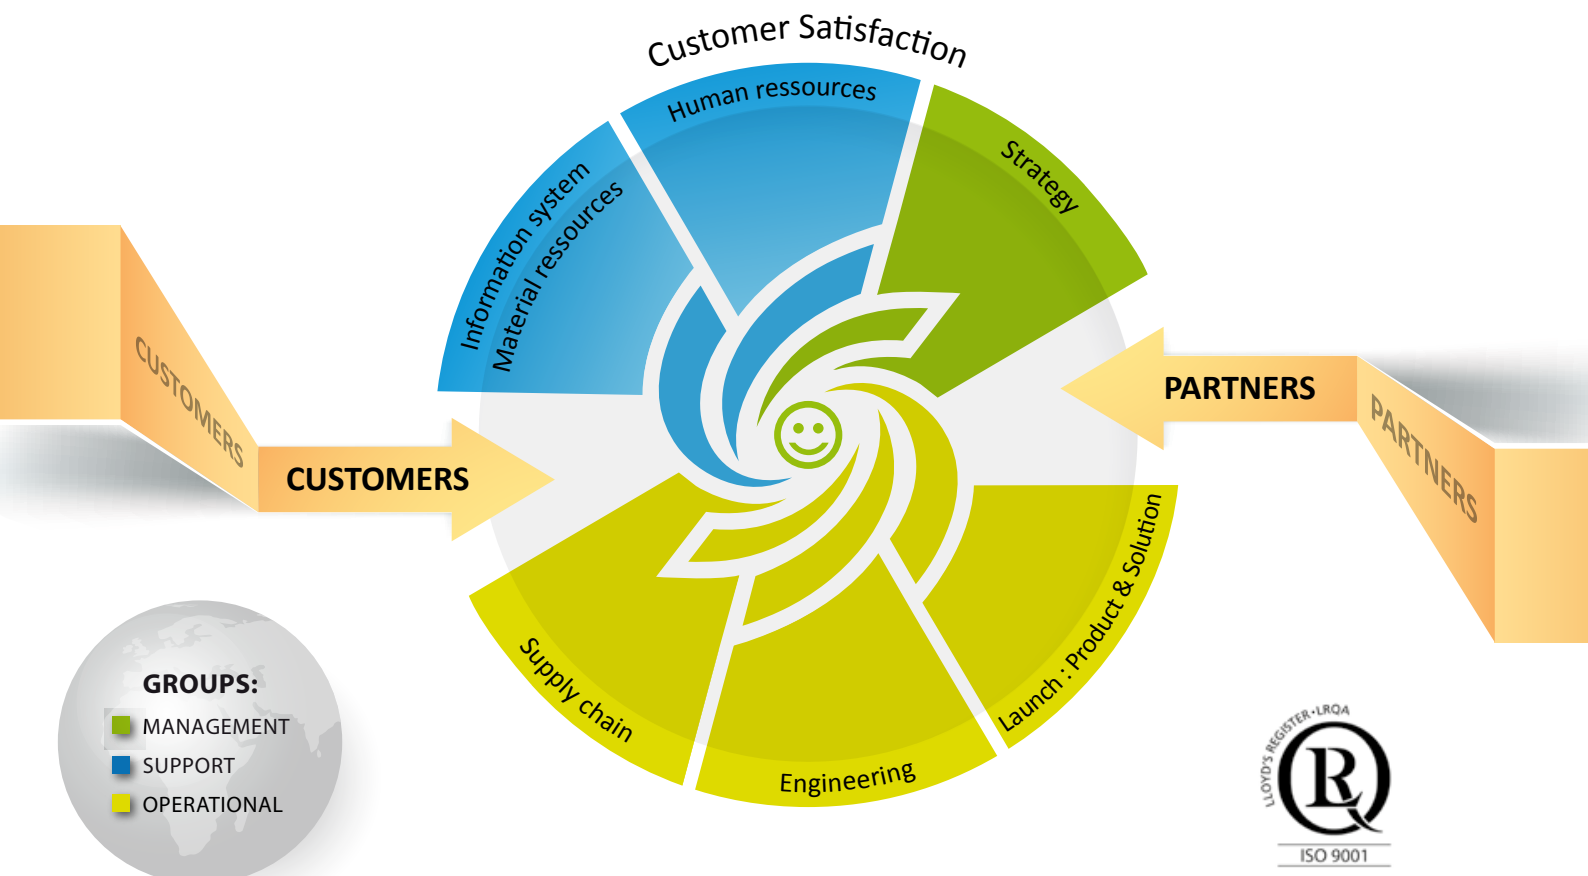 Customer Satisfaction
Human ressources
Strategy
Information system
Material ressources
CUSTOMERS
CUSTOMERS
PARTNERS
PARTNERS
Launch : Product & Solution
Supply chain
Engineering
GROUPS:
MANAGEMENT
SUPPORT
OPERATIONAL
LLOYD'S REGISTER•LRQA
LRQ
ISO 9001